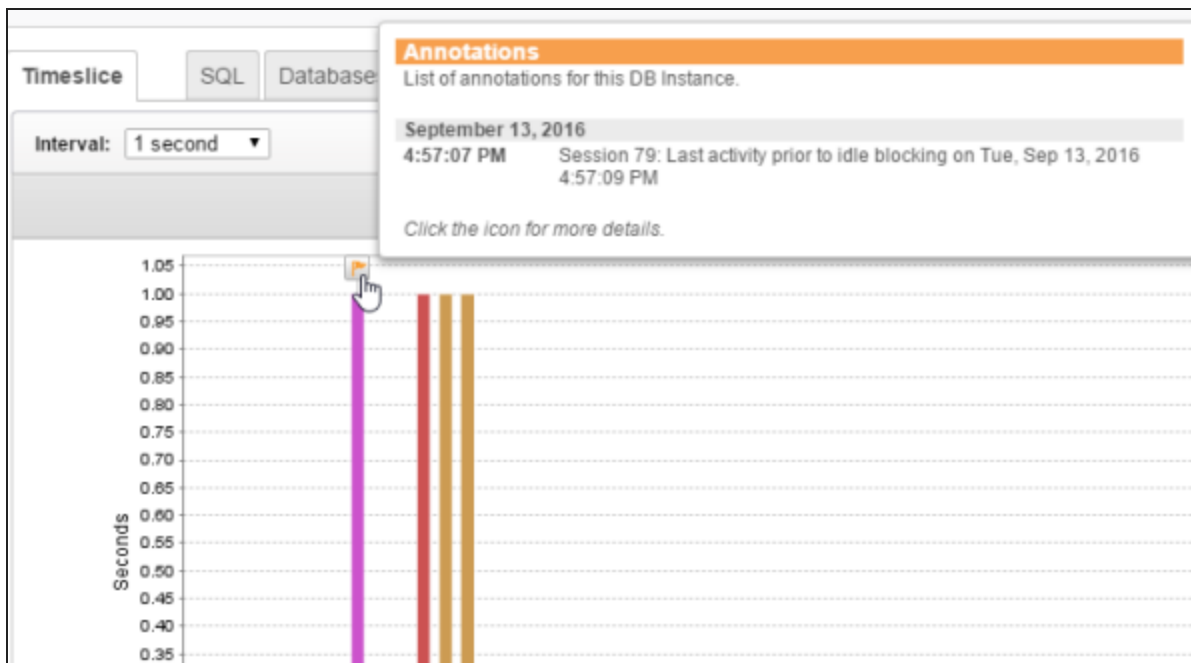 Annotations
List of annotations for this DB Instance.
Timeslice
SQL
Database
September 13, 2016
Interval:
1 second
4:57:07 PM
Session 79: Last activity prior to idle blocking on Tue, Sep 13, 2016
4:57:09 PM
Click the icon for more details.
1.05
1.00
0.95
0.90
0.85
0.80
0.75
0.70
0.65
0.60
0.55
0.50
0.45
0.40
0.35
Seconds